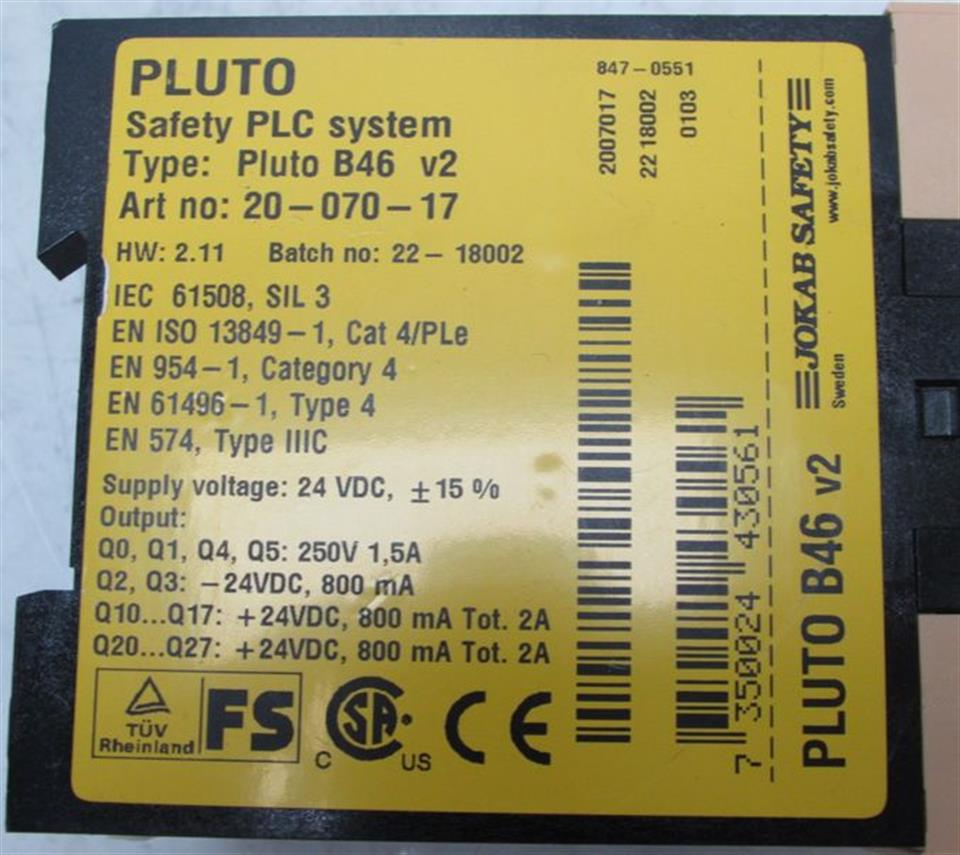 PLUTO
Safety PLC system
Type: Pluto B46 v2
Art no: 20-070-17
HW: 2.11 Batch no: 22-18002
IEC 61508, SIL 3
EN ISO 13849-1, Cat 4/PLe
EN 954-1, Category 4
EN 61496-1, Type 4
EN 574, Type IIIC
Supply voltage: 24 VDC, ±15 %
Output:
Q0, Q1, Q4, Q5: 250V 1,5A
Q2, Q3: -24VDC, 800 mA
Q10...Q17: +24VDC, 800 mA Tot. 2A
Q20...Q27: +24VDC, 800 mA Tot. 2A
TÜV
Rheinland
FS
C SA US
CE
847-0551
2007017
22 18002
0103
7 350024 430561
JOKAB SAFETY
www.jokabsafety.com
Sweden
PLUTO B46 v2